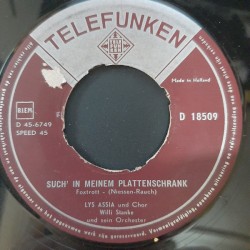 TELEFUNKEN
Made in Holland
BIEM
D 18509
D 45-6749
SPEED 45
SUCH' IN MEINEM PLATTENSCHRANK
Foxtrott - (Niessen-Rauch)
LYS ASSIA und Chor
Willi Stanke
und sein Orchester